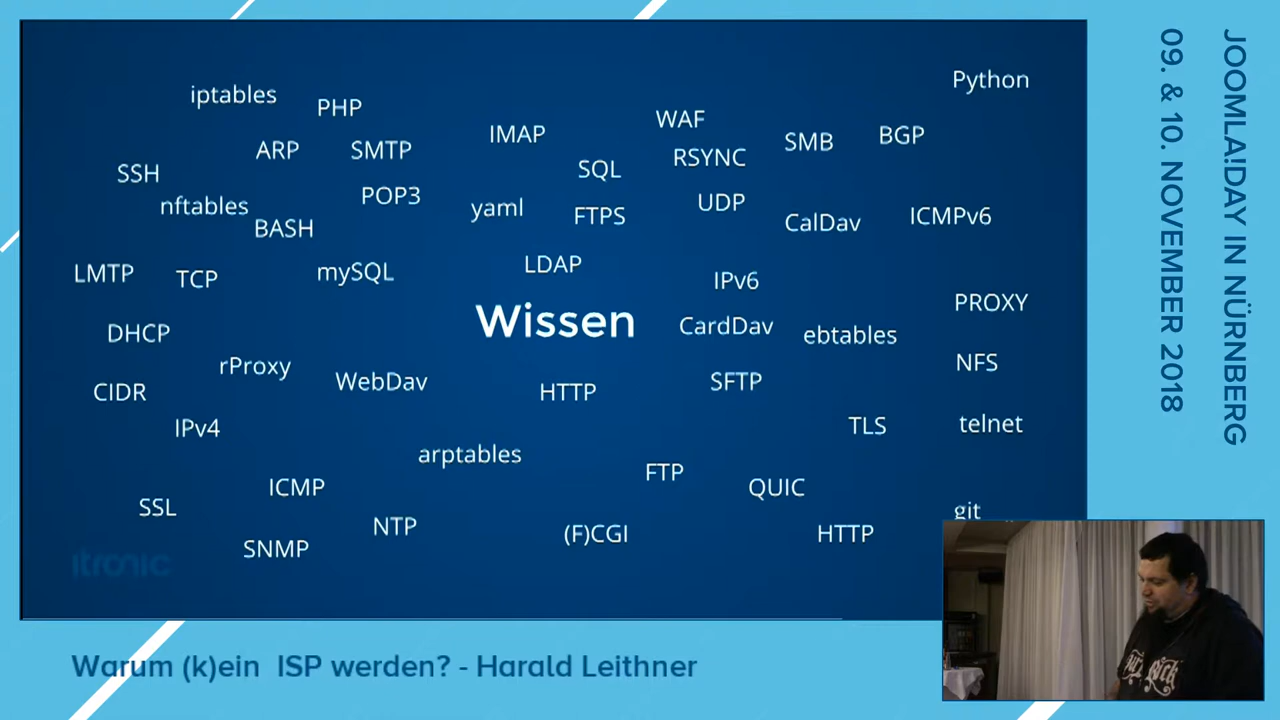 Python
iptables
PHP
WAF
IMAP
SMB
BGP
ARP
SMTP
RSYNC
SQL
SSH
POP3
nftables
yaml
UDP
FTPS
CalDav
ICMPv6
BASH
LMTP
TCP
mySQL
LDAP
IPv6
PROXY
Wissen
CardDav
DHCP
ebtables
rProxy
NFS
CIDR
WebDav
HTTP
SFTP
IPv4
TLS
telnet
arptables
FTP
ICMP
QUIC
SSL
git
NTP
(F)CGI
HTTP
SNMP
itronic
JOOMLA!DAY IN NÜRNBERG
09. & 10. NOVEMBER 2018
Warum (k)ein ISP werden? - Harald Leithner